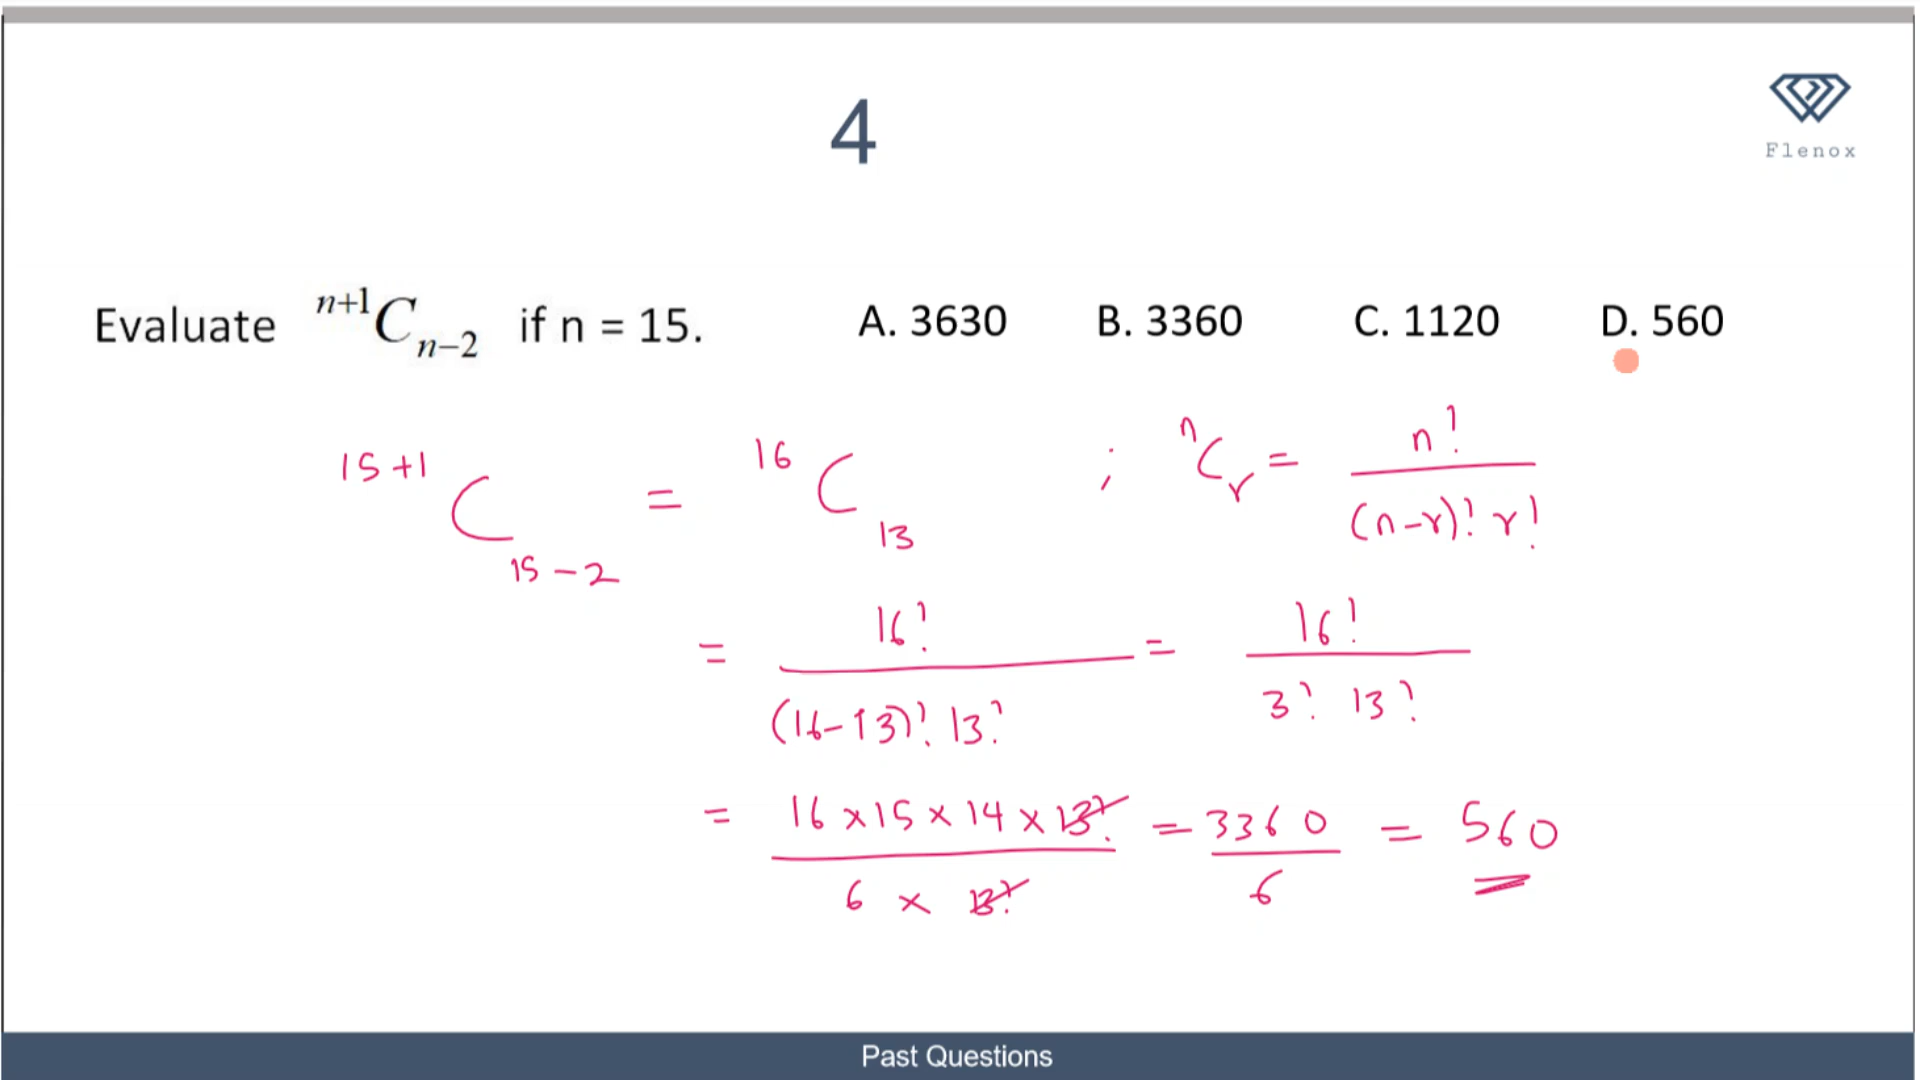 4
Flenox
Evaluate n+1Cn−2 if n = 15. A. 3630 B. 3360 C. 1120 D. 560
15+1C15−2 = 16C13 ; nCr = n! / (n−r)! r!
= 16! / (16−13)! 13! = 16! / 3! 13!
= 16 × 15 × 14 × 13! / 6 × 13! = 3360 / 6 = 560
Past Questions